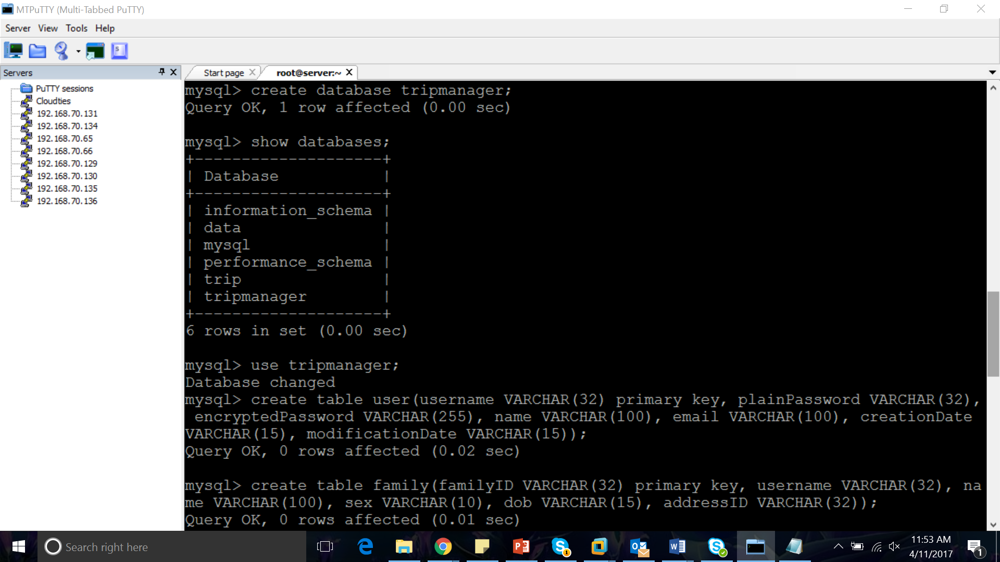 MTPuTTY (Multi-Tabbed PuTTY)
Server View Tools Help
Servers
PuTTY sessions
Cloudties
192.168.70.131
192.168.70.134
192.168.70.65
192.168.70.66
192.168.70.129
192.168.70.130
192.168.70.135
192.168.70.136
Start page root@server:~
mysql> create database tripmanager;
Query OK, 1 row affected (0.00 sec)
mysql> show databases;
+--------------------+
| Database           |
+--------------------+
| information_schema |
| data               |
| mysql              |
| performance_schema |
| trip               |
| tripmanager        |
+--------------------+
6 rows in set (0.00 sec)
mysql> use tripmanager;
Database changed
mysql> create table user(username VARCHAR(32) primary key, plainPassword VARCHAR(32),
 encryptedPassword VARCHAR(255), name VARCHAR(100), email VARCHAR(100), creationDate
VARCHAR(15), modificationDate VARCHAR(15));
Query OK, 0 rows affected (0.02 sec)
mysql> create table family(familyID VARCHAR(32) primary key, username VARCHAR(32), na
me VARCHAR(100), sex VARCHAR(10), dob VARCHAR(15), addressID VARCHAR(32));
Query OK, 0 rows affected (0.01 sec)
Search right here
11:53 AM
4/11/2017
1